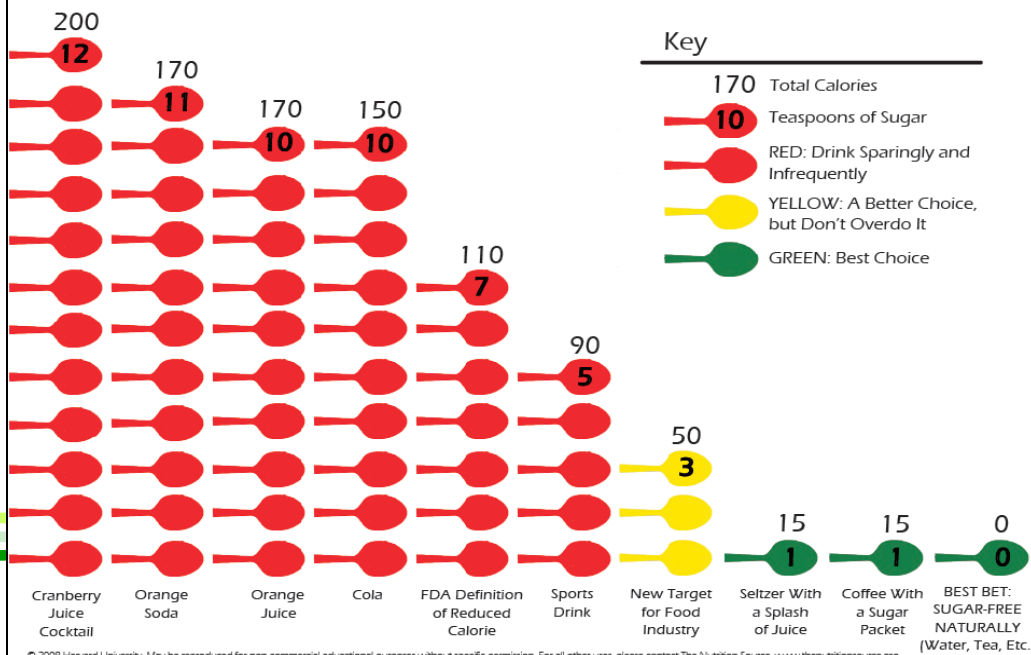 200
12
170
11
170
10
150
10
110
7
90
5
50
3
15
1
15
1
0
0
Key
170 Total Calories
10 Teaspoons of Sugar
RED: Drink Sparingly and
Infrequently
YELLOW: A Better Choice,
but Don't Overdo It
GREEN: Best Choice
Cranberry
Juice
Cocktail
Orange
Soda
Orange
Juice
Cola
FDA Definition
of Reduced
Calorie
Sports
Drink
New Target
for Food
Industry
Seltzer With
a Splash
of Juice
Coffee With
a Sugar
Packet
BEST BET:
SUGAR-FREE
NATURALLY
(Water, Tea, Etc.